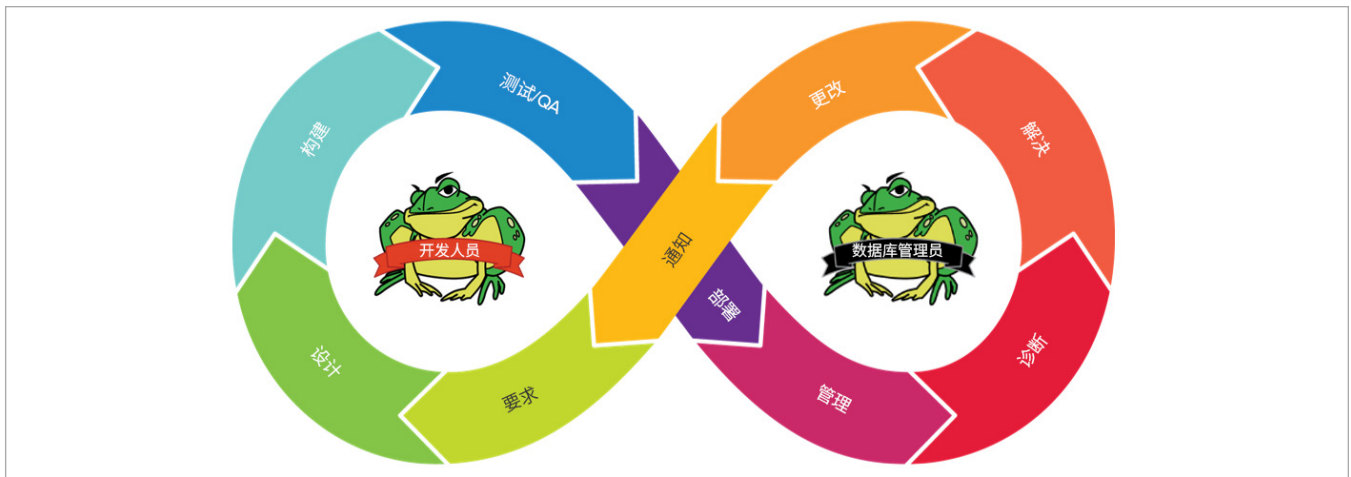 测试/QA
更改
构建
解决
开发人员
通知
数据库管理员
部署
设计
诊断
要求
管理